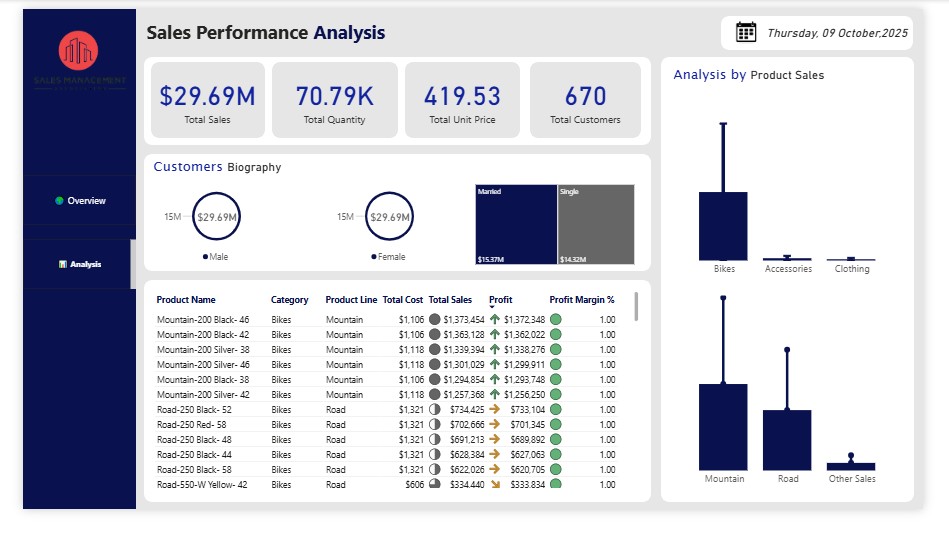 Sales Performance Analysis
Thursday, 09 October,2025
SALES MANAGEMENT
Overview
Analysis
$29.69M
Total Sales
70.79K
Total Quantity
419.53
Total Unit Price
670
Total Customers
Customers Biography
15M
$29.69M
Male
15M
$29.69M
Female
Married
$15.37M
Single
$14.32M
Product Name Category Product Line Total Cost Total Sales Profit Profit Margin %
Mountain-200 Black- 46 Bikes Mountain $1,106 $1,373,454 $1,372,348 1.00
Mountain-200 Black- 42 Bikes Mountain $1,106 $1,363,128 $1,362,022 1.00
Mountain-200 Silver- 38 Bikes Mountain $1,118 $1,339,394 $1,338,276 1.00
Mountain-200 Silver- 46 Bikes Mountain $1,118 $1,301,029 $1,299,911 1.00
Mountain-200 Black- 38 Bikes Mountain $1,106 $1,294,854 $1,293,748 1.00
Mountain-200 Silver- 42 Bikes Mountain $1,118 $1,257,368 $1,256,250 1.00
Road-250 Black- 52 Bikes Road $1,321 $734,425 $733,104 1.00
Road-250 Red- 58 Bikes Road $1,321 $702,666 $701,345 1.00
Road-250 Black- 48 Bikes Road $1,321 $691,213 $689,892 1.00
Road-250 Black- 44 Bikes Road $1,321 $628,384 $627,063 1.00
Road-250 Black- 58 Bikes Road $1,321 $622,026 $620,705 1.00
Road-550-W Yellow- 42 Bikes Road $606 $334,440 $333,834 1.00
Analysis by Product Sales
Bikes
Accessories
Clothing
Mountain
Road
Other Sales